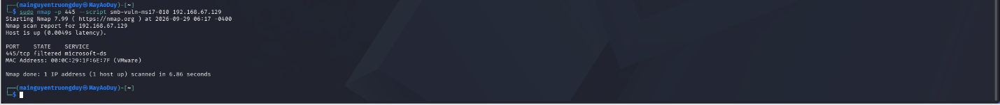 ┌──(mainguyentruongduy㉿MayAoDuy)-[~]
└─$ sudo nmap -p 445 --script smb-vuln-ms17-010 192.168.67.129
Starting Nmap 7.99 ( https://nmap.org ) at 2026-09-29 06:17 -0400
Nmap scan report for 192.168.67.129
Host is up (0.0049s latency).

PORT    STATE    SERVICE
445/tcp filtered microsoft-ds
MAC Address: 00:0C:29:1F:6E:7F (VMware)

Nmap done: 1 IP address (1 host up) scanned in 6.86 seconds

┌──(mainguyentruongduy㉿MayAoDuy)-[~]
└─$